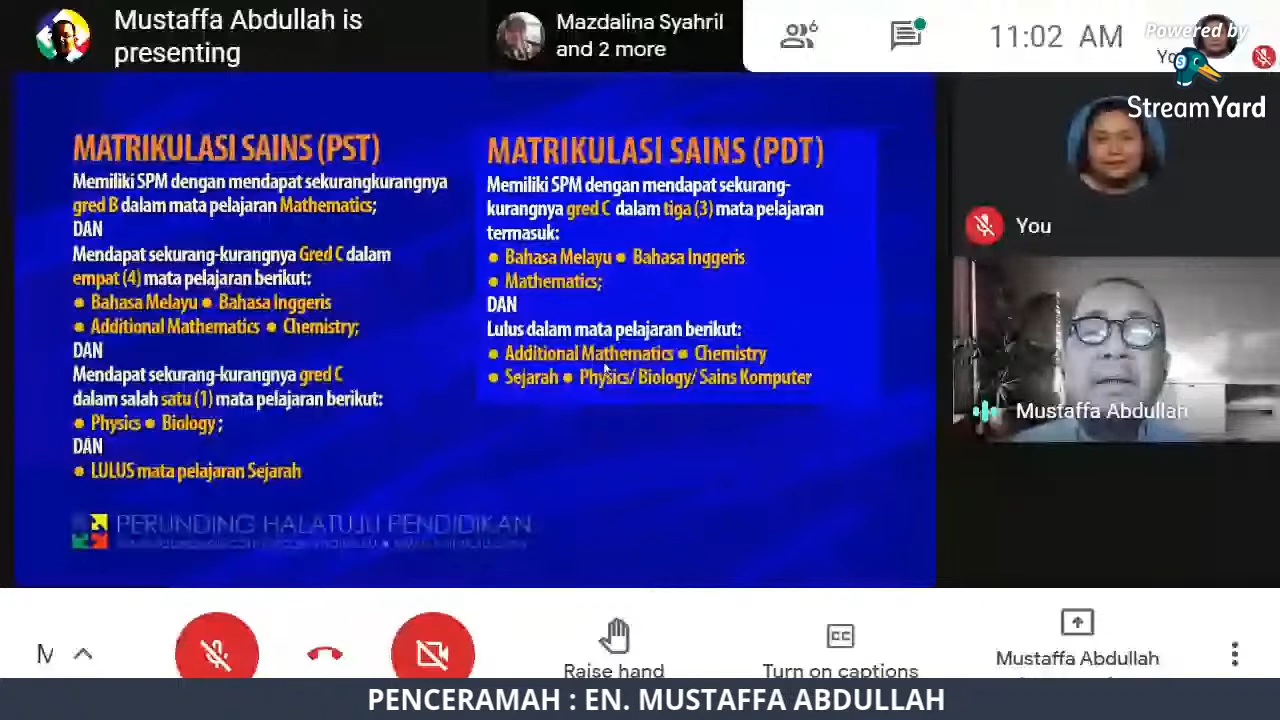 Mustaffa Abdullah is
presenting
Mazdalina Syahril
and 2 more
6
11:02 AM
Powered by
StreamYard
MATRIKULASI SAINS (PST)
Memiliki SPM dengan mendapat sekurangkurangnya
gred B dalam mata pelajaran Mathematics;
DAN
Mendapat sekurang-kurangnya Gred C dalam
empat (4) mata pelajaran berikut:
● Bahasa Melayu ● Bahasa Inggeris
● Additional Mathematics ● Chemistry;
DAN
Mendapat sekurang-kurangnya gred C
dalam salah satu (1) mata pelajaran berikut:
● Physics ● Biology ;
DAN
● LULUS mata pelajaran Sejarah
MATRIKULASI SAINS (PDT)
Memiliki SPM dengan mendapat sekurang-
kurangnya gred C dalam tiga (3) mata pelajaran
termasuk:
● Bahasa Melayu ● Bahasa Inggeris
● Mathematics;
DAN
Lulus dalam mata pelajaran berikut:
● Additional Mathematics ● Chemistry
● Sejarah ● Physics/ Biology/ Sains Komputer
PERUNDING HALATUJU PENDIDIKAN
You
Mustaffa Abdullah
M
Raise hand
Turn on captions
Mustaffa Abdullah
PENCERAMAH : EN. MUSTAFFA ABDULLAH